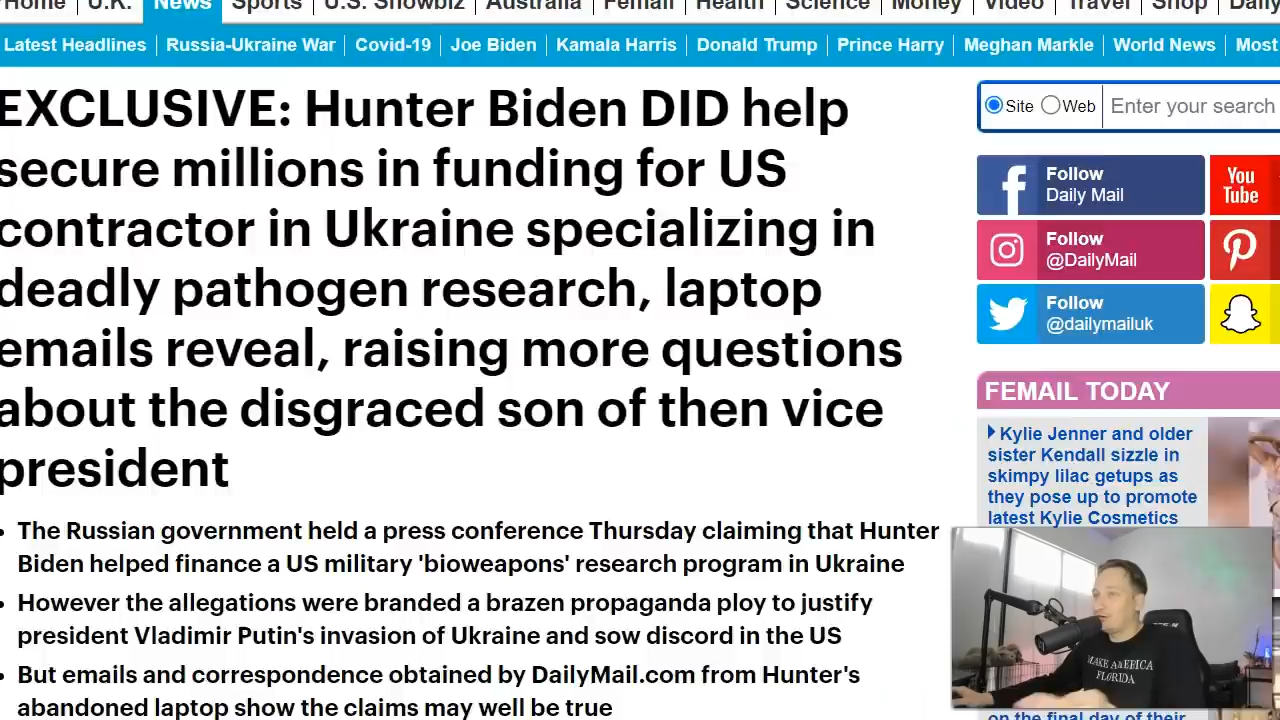 Home U.K. News Sports U.S. Showbiz Australia Femail Health Science Money Video Travel Shop
Latest Headlines Russia-Ukraine War Covid-19 Joe Biden Kamala Harris Donald Trump Prince Harry Meghan Markle World News Most
EXCLUSIVE: Hunter Biden DID help
secure millions in funding for US
contractor in Ukraine specializing in
deadly pathogen research, laptop
emails reveal, raising more questions
about the disgraced son of then vice
president
• The Russian government held a press conference Thursday claiming that Hunter
Biden helped finance a US military 'bioweapons' research program in Ukraine
• However the allegations were branded a brazen propaganda ploy to justify
president Vladimir Putin's invasion of Ukraine and sow discord in the US
• But emails and correspondence obtained by DailyMail.com from Hunter's
abandoned laptop show the claims may well be true
Site Web Enter your search
Follow
Daily Mail
You
Tube
Follow
@DailyMail
Follow
@dailymailuk
FEMAIL TODAY
Kylie Jenner and older
sister Kendall sizzle in
skimpy lilac getups as
they pose up to promote
latest Kylie Cosmetics
MAKE AMERICA
FLORIDA
on the final day of their